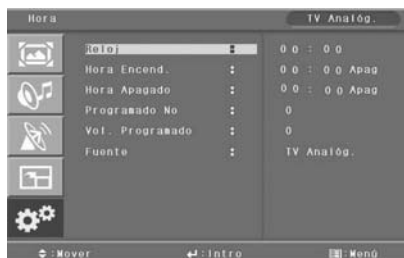 Hora TV Analóg.
Reloj : 00 : 00
Hora Encend. : 00 : 00 Apag
Hora Apagado : 00 : 00 Apag
Programado No : 0
Vol. Programado : 0
Fuente : TV Analóg.
:Mover :Intro :Menú